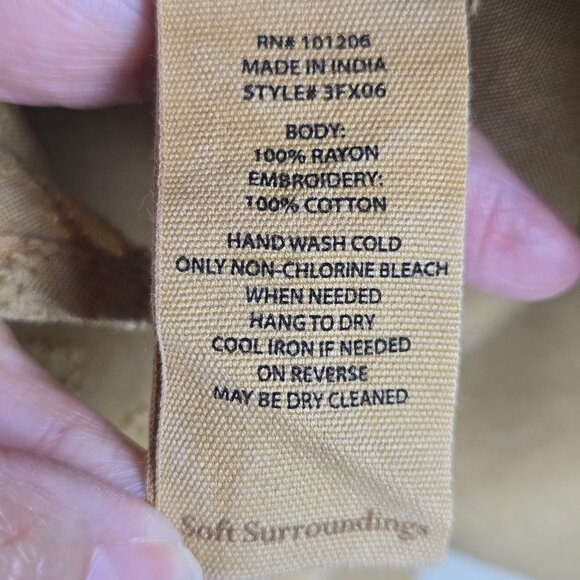 RN# 101206
MADE IN INDIA
STYLE# 3FX06
BODY:
100% RAYON
EMBROIDERY:
100% COTTON
HAND WASH COLD
ONLY NON-CHLORINE BLEACH
WHEN NEEDED
HANG TO DRY
COOL IRON IF NEEDED
ON REVERSE
MAY BE DRY CLEANED
Soft Surroundings